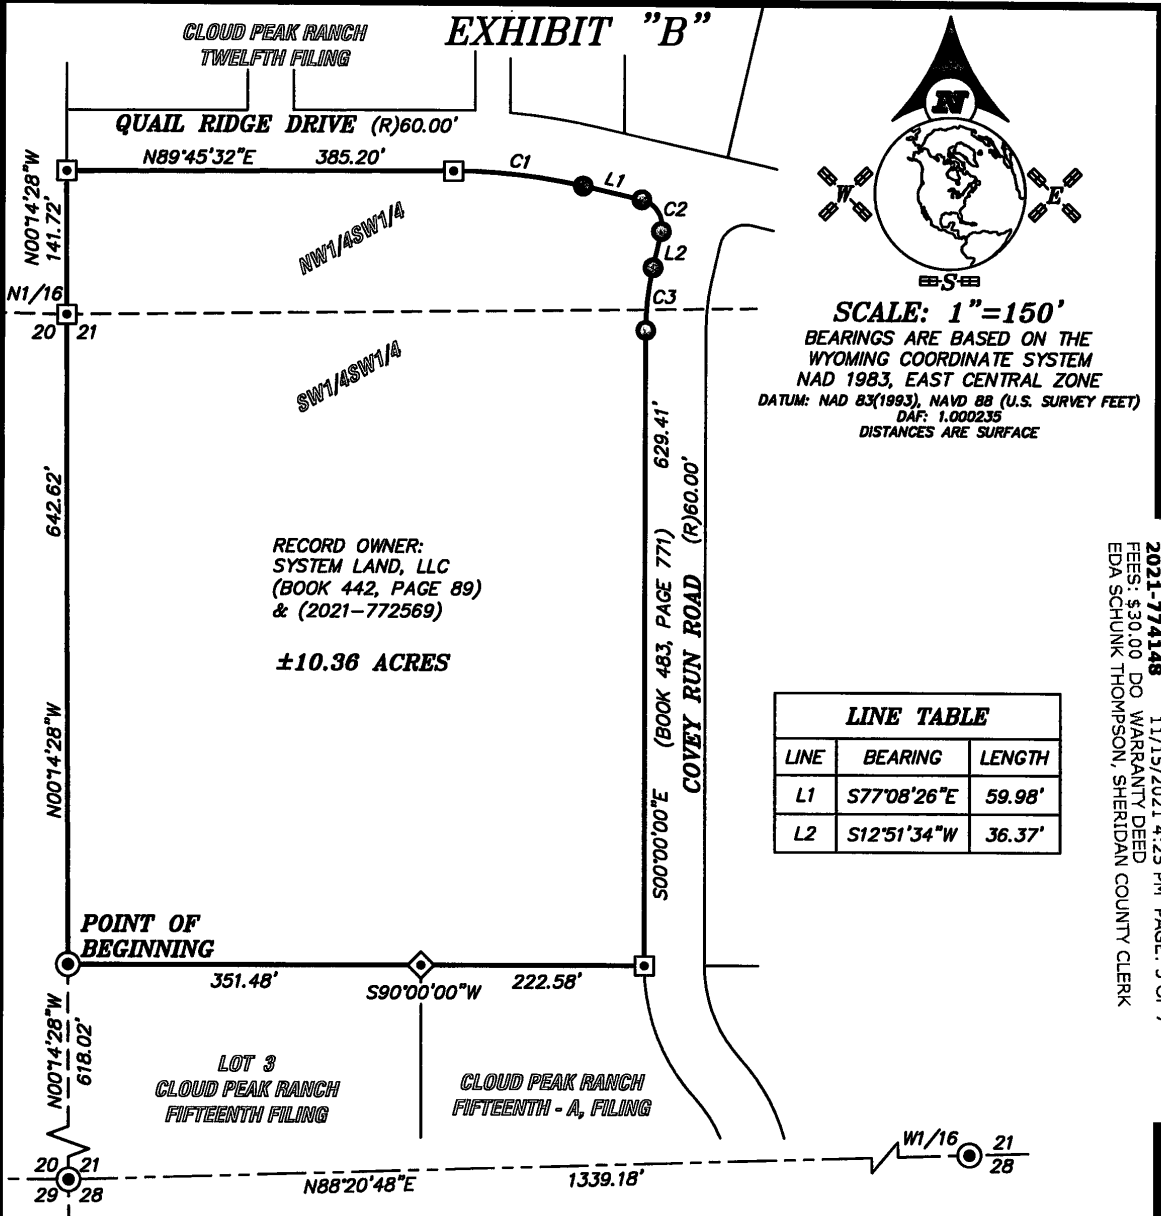 EXHIBIT "B"
CLOUD PEAK RANCH
TWELFTH FILING
QUAIL RIDGE DRIVE (R)60.00'
N89°45'32"E 385.20'
C1
L1
C2
L2
C3
N00°14'28"W
141.72'
NW1/4SW1/4
N1/16
20 21
SW1/4SW1/4
N
W
E
S
SCALE: 1"=150'
BEARINGS ARE BASED ON THE
WYOMING COORDINATE SYSTEM
NAD 1983, EAST CENTRAL ZONE
DATUM: NAD 83(1993), NAVD 88 (U.S. SURVEY FEET)
DAF: 1.000235
DISTANCES ARE SURFACE
642.62'
N00°14'28"W
RECORD OWNER:
SYSTEM LAND, LLC
(BOOK 442, PAGE 89)
& (2021-772569)
±10.36 ACRES
S00°00'00"E 629.41'
(BOOK 483, PAGE 771)
COVEY RUN ROAD (R)60.00'
LINE TABLE
LINE BEARING LENGTH
L1 S77°08'26"E 59.98'
L2 S12°51'34"W 36.37'
2021-774148 11/15/2021 4:25 PM PAGE:
FEES: $30.00 DO WARRANTY DEED
EDA SCHUNK THOMPSON, SHERIDAN COUNTY CLERK
POINT OF
BEGINNING
351.48'
S90°00'00"W
222.58'
N00°14'28"W
618.02'
LOT 3
CLOUD PEAK RANCH
FIFTEENTH FILING
CLOUD PEAK RANCH
FIFTEENTH - A, FILING
20 21
29 28
N88°20'48"E 1339.18'
W1/16
21
28